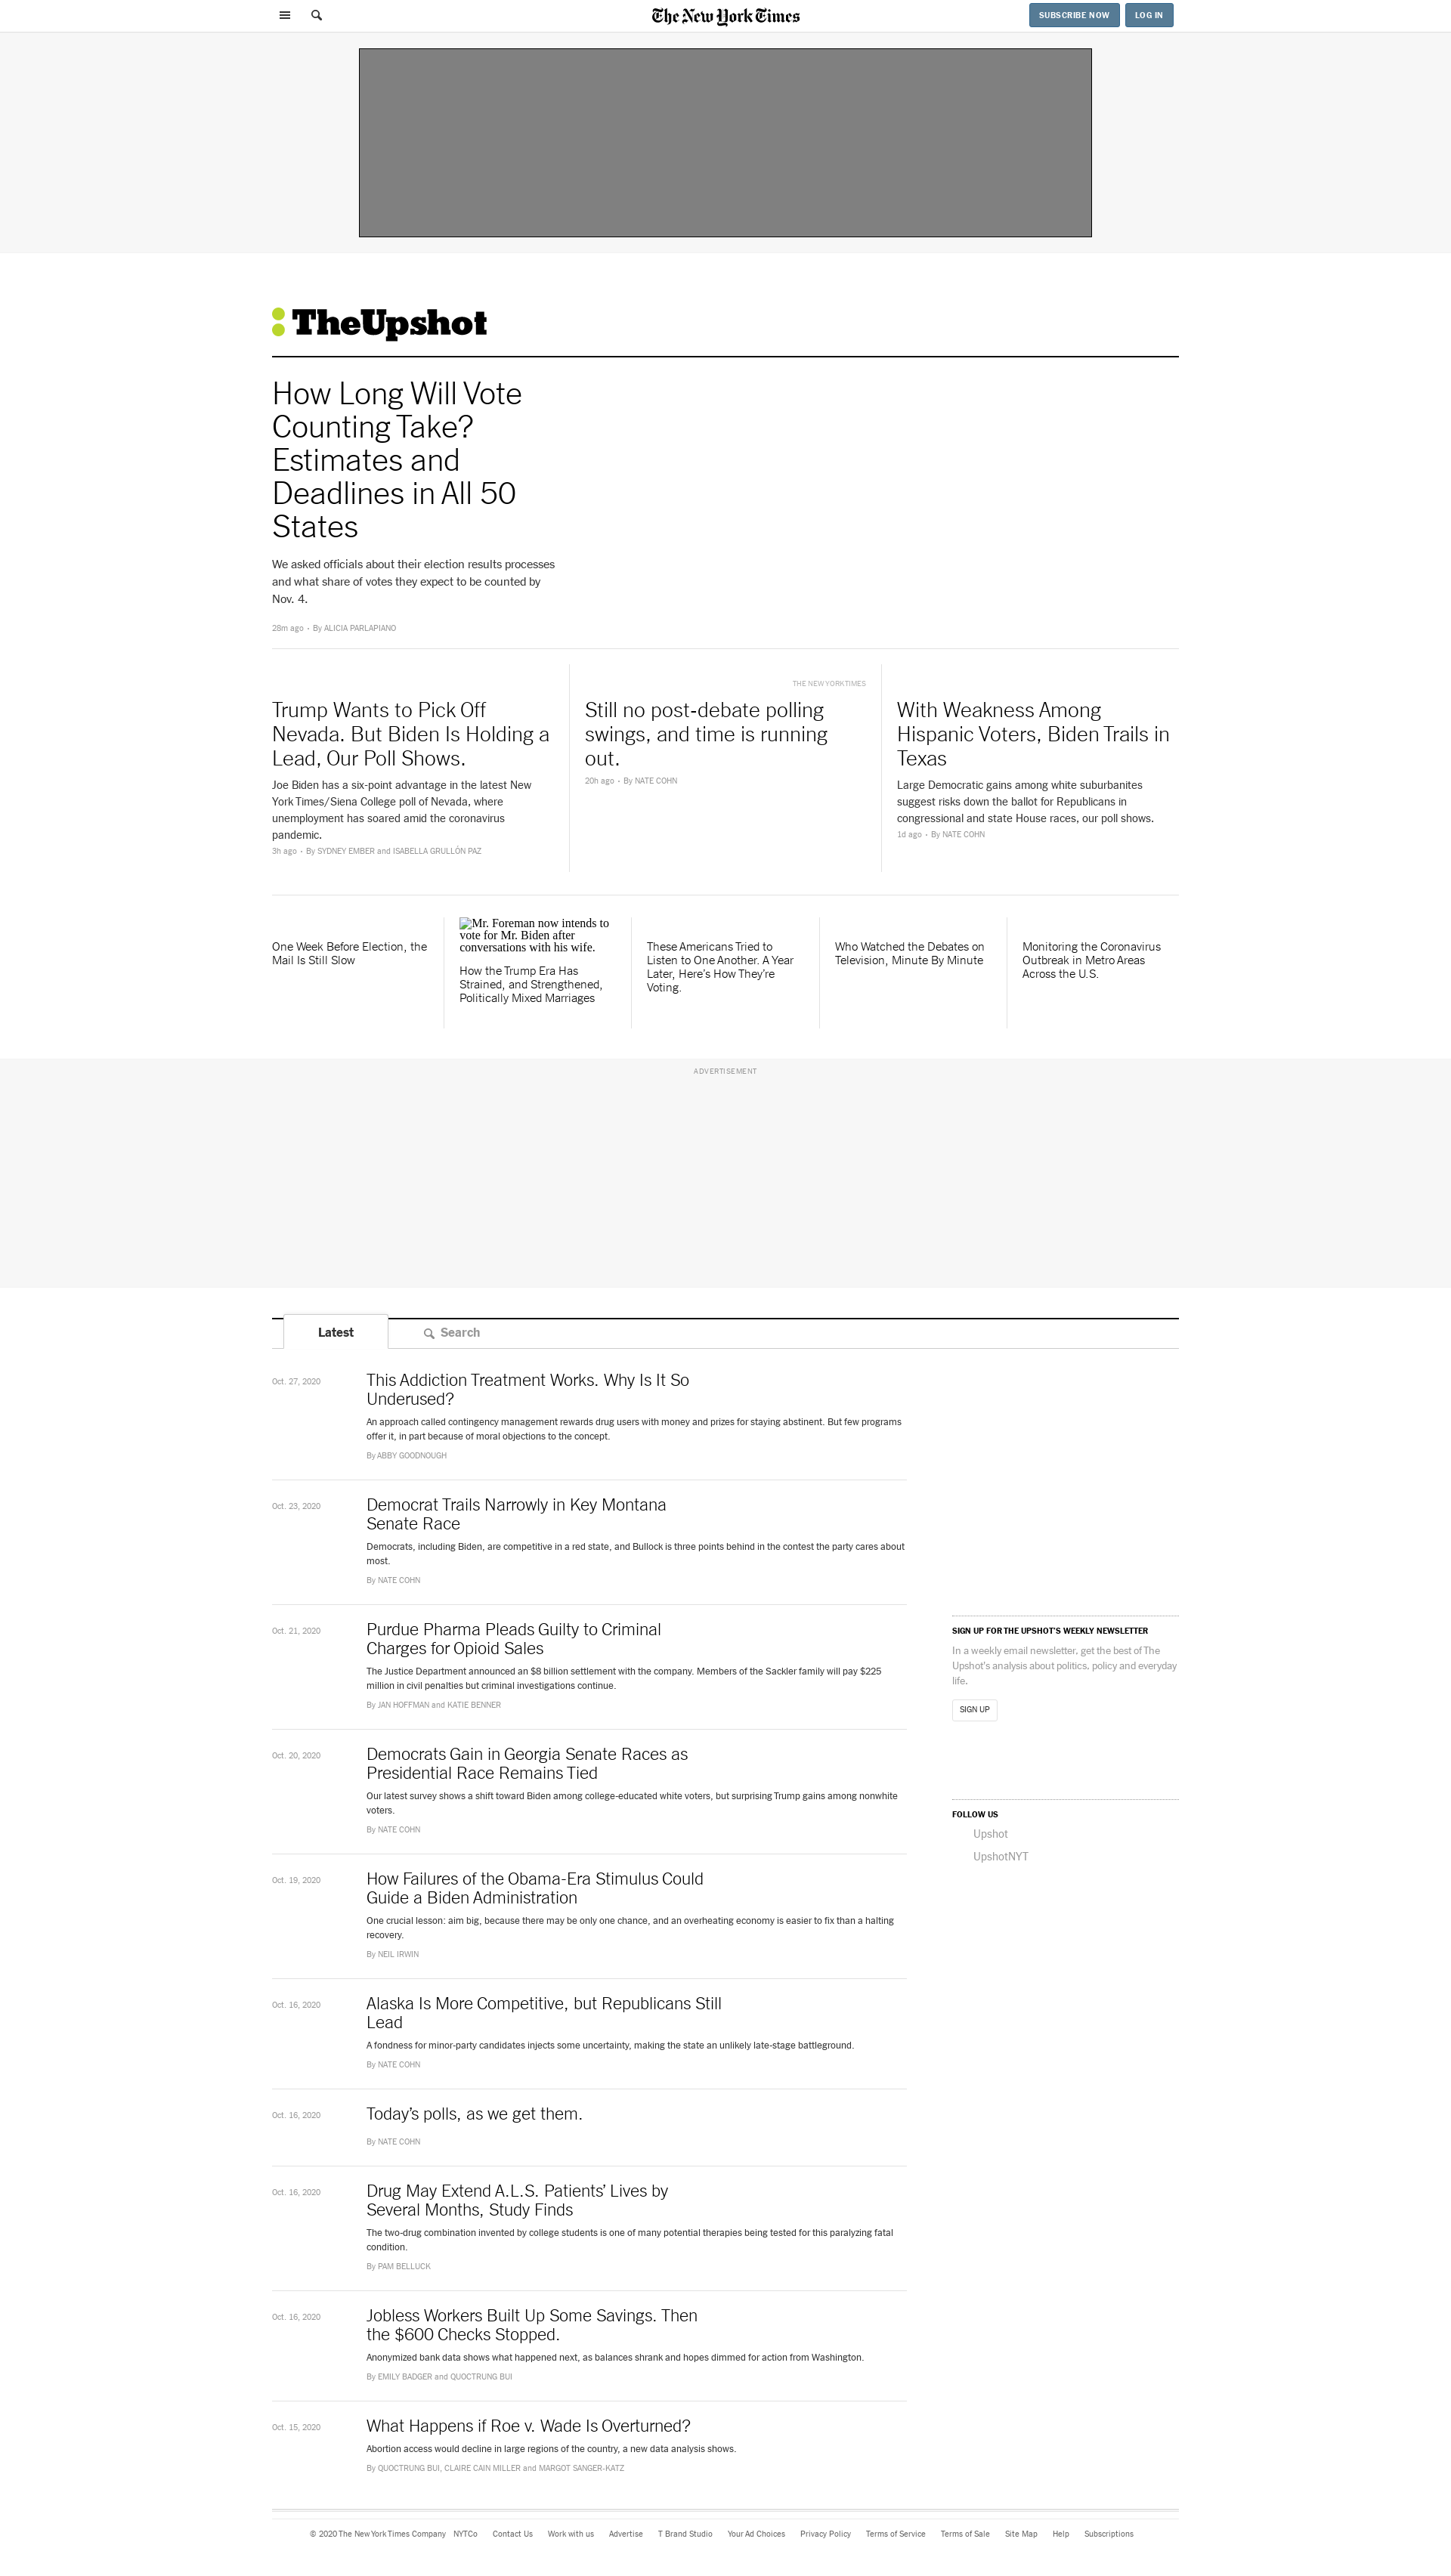 The New York Times
SUBSCRIBE NOW
LOG IN
TheUpshot
How Long Will Vote
Counting Take?
Estimates and
Deadlines in All 50
States
We asked officials about their election results processes
and what share of votes they expect to be counted by
Nov. 4.
28m ago • By ALICIA PARLAPIANO
Trump Wants to Pick Off
Nevada. But Biden Is Holding a
Lead, Our Poll Shows.
Joe Biden has a six-point advantage in the latest New
York Times/Siena College poll of Nevada, where
unemployment has soared amid the coronavirus
pandemic.
3h ago • By SYDNEY EMBER and ISABELLA GRULLÓN PAZ
THE NEW YORK TIMES
Still no post-debate polling
swings, and time is running
out.
20h ago • By NATE COHN
With Weakness Among
Hispanic Voters, Biden Trails in
Texas
Large Democratic gains among white suburbanites
suggest risks down the ballot for Republicans in
congressional and state House races, our poll shows.
1d ago • By NATE COHN
One Week Before Election, the
Mail Is Still Slow
Mr. Foreman now intends to
vote for Mr. Biden after
conversations with his wife.
How the Trump Era Has
Strained, and Strengthened,
Politically Mixed Marriages
These Americans Tried to
Listen to One Another. A Year
Later, Here’s How They’re
Voting.
Who Watched the Debates on
Television, Minute By Minute
Monitoring the Coronavirus
Outbreak in Metro Areas
Across the U.S.
ADVERTISEMENT
Latest
Search
Oct. 27, 2020
This Addiction Treatment Works. Why Is It So
Underused?
An approach called contingency management rewards drug users with money and prizes for staying abstinent. But few programs
offer it, in part because of moral objections to the concept.
By ABBY GOODNOUGH
Oct. 23, 2020
Democrat Trails Narrowly in Key Montana
Senate Race
Democrats, including Biden, are competitive in a red state, and Bullock is three points behind in the contest the party cares about
most.
By NATE COHN
Oct. 21, 2020
Purdue Pharma Pleads Guilty to Criminal
Charges for Opioid Sales
The Justice Department announced an $8 billion settlement with the company. Members of the Sackler family will pay $225
million in civil penalties but criminal investigations continue.
By JAN HOFFMAN and KATIE BENNER
Oct. 20, 2020
Democrats Gain in Georgia Senate Races as
Presidential Race Remains Tied
Our latest survey shows a shift toward Biden among college-educated white voters, but surprising Trump gains among nonwhite
voters.
By NATE COHN
Oct. 19, 2020
How Failures of the Obama-Era Stimulus Could
Guide a Biden Administration
One crucial lesson: aim big, because there may be only one chance, and an overheating economy is easier to fix than a halting
recovery.
By NEIL IRWIN
Oct. 16, 2020
Alaska Is More Competitive, but Republicans Still
Lead
A fondness for minor-party candidates injects some uncertainty, making the state an unlikely late-stage battleground.
By NATE COHN
Oct. 16, 2020
Today’s polls, as we get them.
By NATE COHN
Oct. 16, 2020
Drug May Extend A.L.S. Patients’ Lives by
Several Months, Study Finds
The two-drug combination invented by college students is one of many potential therapies being tested for this paralyzing fatal
condition.
By PAM BELLUCK
Oct. 16, 2020
Jobless Workers Built Up Some Savings. Then
the $600 Checks Stopped.
Anonymized bank data shows what happened next, as balances shrank and hopes dimmed for action from Washington.
By EMILY BADGER and QUOCTRUNG BUI
Oct. 15, 2020
What Happens if Roe v. Wade Is Overturned?
Abortion access would decline in large regions of the country, a new data analysis shows.
By QUOCTRUNG BUI, CLAIRE CAIN MILLER and MARGOT SANGER-KATZ
SIGN UP FOR THE UPSHOT’S WEEKLY NEWSLETTER
In a weekly email newsletter, get the best of The
Upshot’s analysis about politics, policy and everyday
life.
SIGN UP
FOLLOW US
Upshot
UpshotNYT
© 2020 The New York Times Company NYTCo Contact Us Work with us Advertise T Brand Studio Your Ad Choices Privacy Policy Terms of Service Terms of Sale Site Map Help Subscriptions